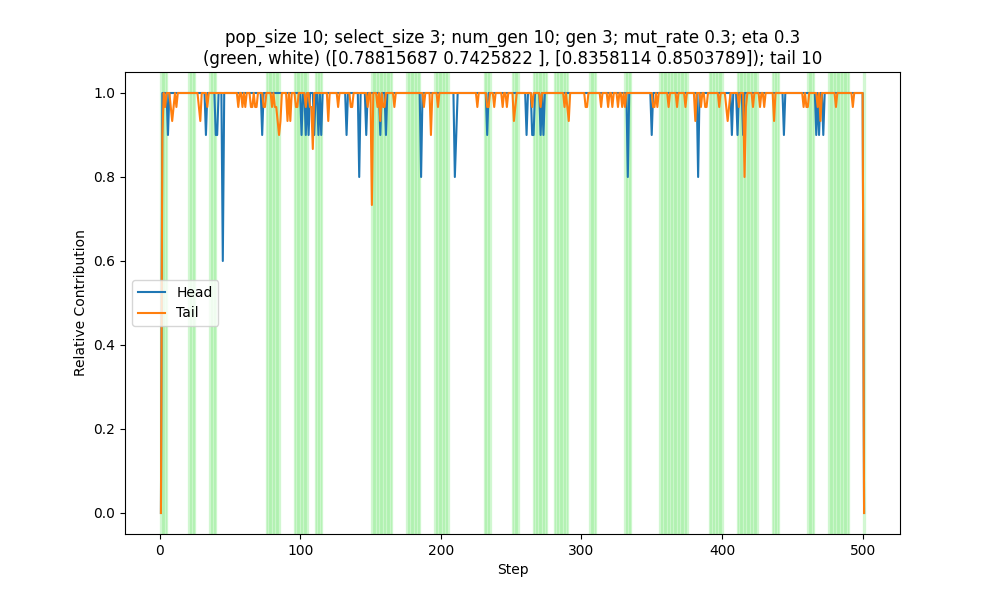 pop_size 10; select_size 3; num_gen 10; gen 3; mut_rate 0.3; eta 0.3
(green, white) ([0.78815687 0.7425822 ], [0.8358114 0.8503789]); tail 10
1.0
0.8
0.6
0.4
0.2
0.0
Relative Contribution
Head
Tail
0
100
200
300
400
500
Step